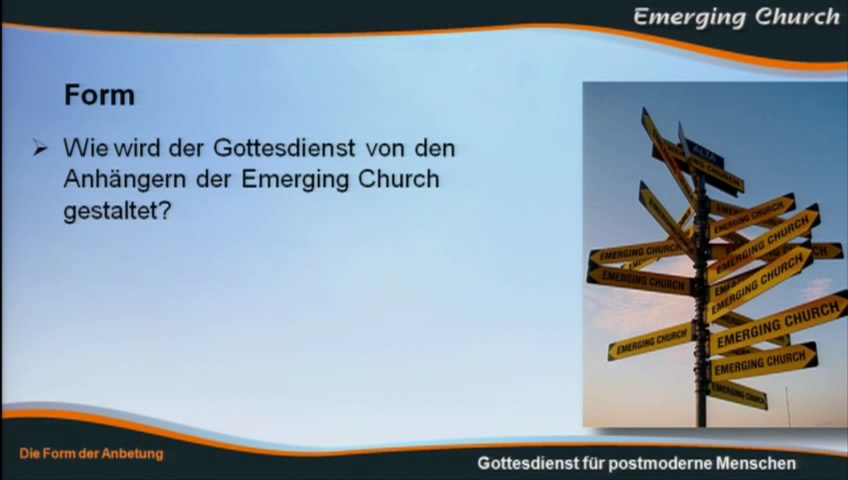 Emerging Church
Form
➢ Wie wird der Gottesdienst von den
Anhängern der Emerging Church
gestaltet?
ALTA
EMERGING CHURCH
EMERGING CHURCH
EMERGING CHURCH
EMERGING CHURCH
EMERGING CHURCH
EMERGING CHURCH
EMERGING CHURCH
EMERGING CHURCH
EMERGING CHURCH
Die Form der Anbetung
Gottesdienst für postmoderne Menschen